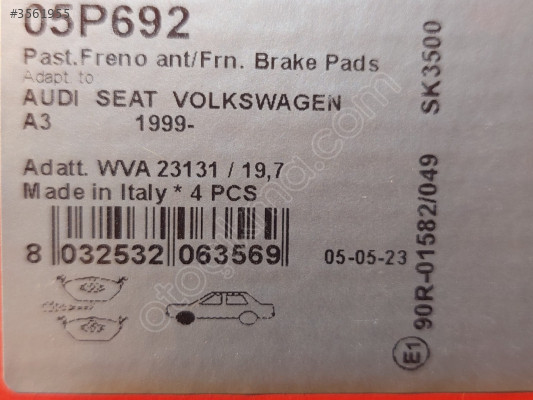 #3561955
05P692
Past.Freno ant/Frn. Brake Pads
Adapt to
AUDI SEAT VOLKSWAGEN
A3 1999-
Adatt. WVA 23131 / 19,7
Made in Italy * 4 PCS
8 032532 063569
05-05-23
E1 90R-01582/049 SK3500
otocikma.com